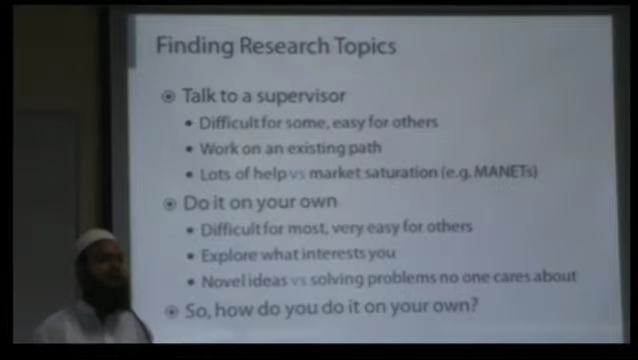 Finding Research Topics
Talk to a supervisor
• Difficult for some, easy for others
• Work on an existing path
• Lots of help vs market saturation (e.g. MANETs)
Do it on your own
• Difficult for most, very easy for others
• Explore what interests you
• Novel ideas vs solving problems no one cares about
So, how do you do it on your own?